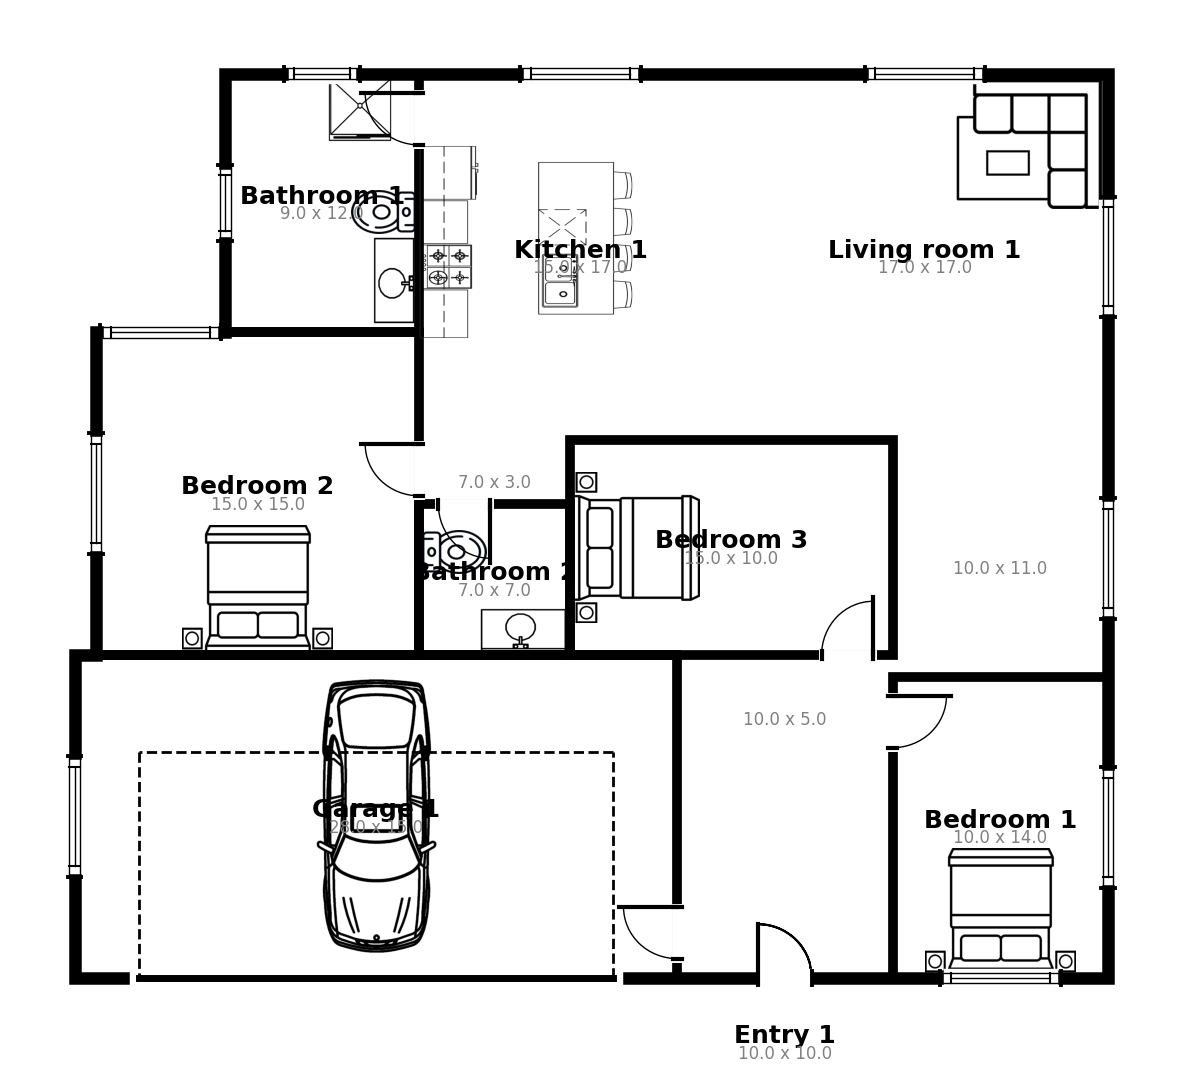 Bathroom 1
9.0 x 12.0
Kitchen 1
15.0 x 17.0
Living room 1
17.0 x 17.0
Bedroom 2
15.0 x 15.0
7.0 x 3.0
Bathroom 2
7.0 x 7.0
Bedroom 3
15.0 x 10.0
10.0 x 11.0
10.0 x 5.0
Garage 1
28.0 x 15.0
Bedroom 1
10.0 x 14.0
Entry 1
10.0 x 10.0